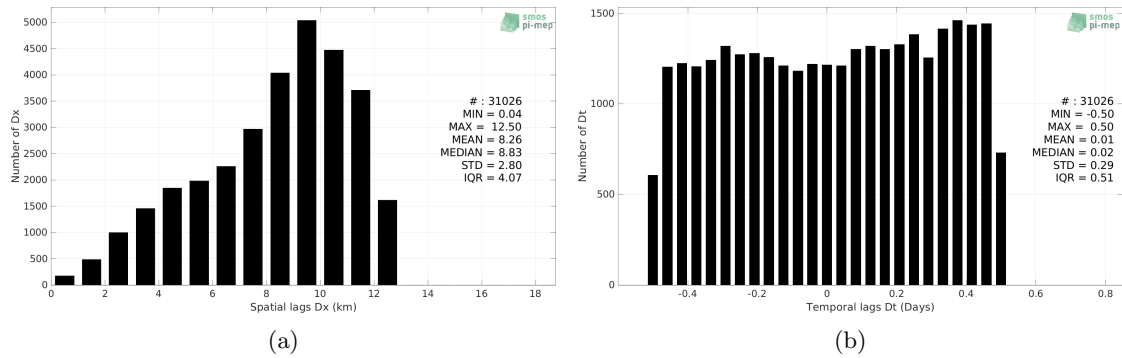 5000
4500
4000
3500
3000
2500
2000
1500
1000
500
0
Number of Dx
smos
pi-mep
# : 31026
MIN = 0.04
MAX = 12.50
MEAN = 8.26
MEDIAN = 8.83
STD = 2.80
IQR = 4.07
0 2 4 6 8 10 12 14 16 18
Spatial lags Dx (km)
(a)
1500
1000
500
0
Number of Dt
smos
pi-mep
# : 31026
MIN = -0.50
MAX = 0.50
MEAN = 0.01
MEDIAN = 0.02
STD = 0.29
IQR = 0.51
-0.4 -0.2 0 0.2 0.4 0.6 0.8
Temporal lags Dt (Days)
(b)